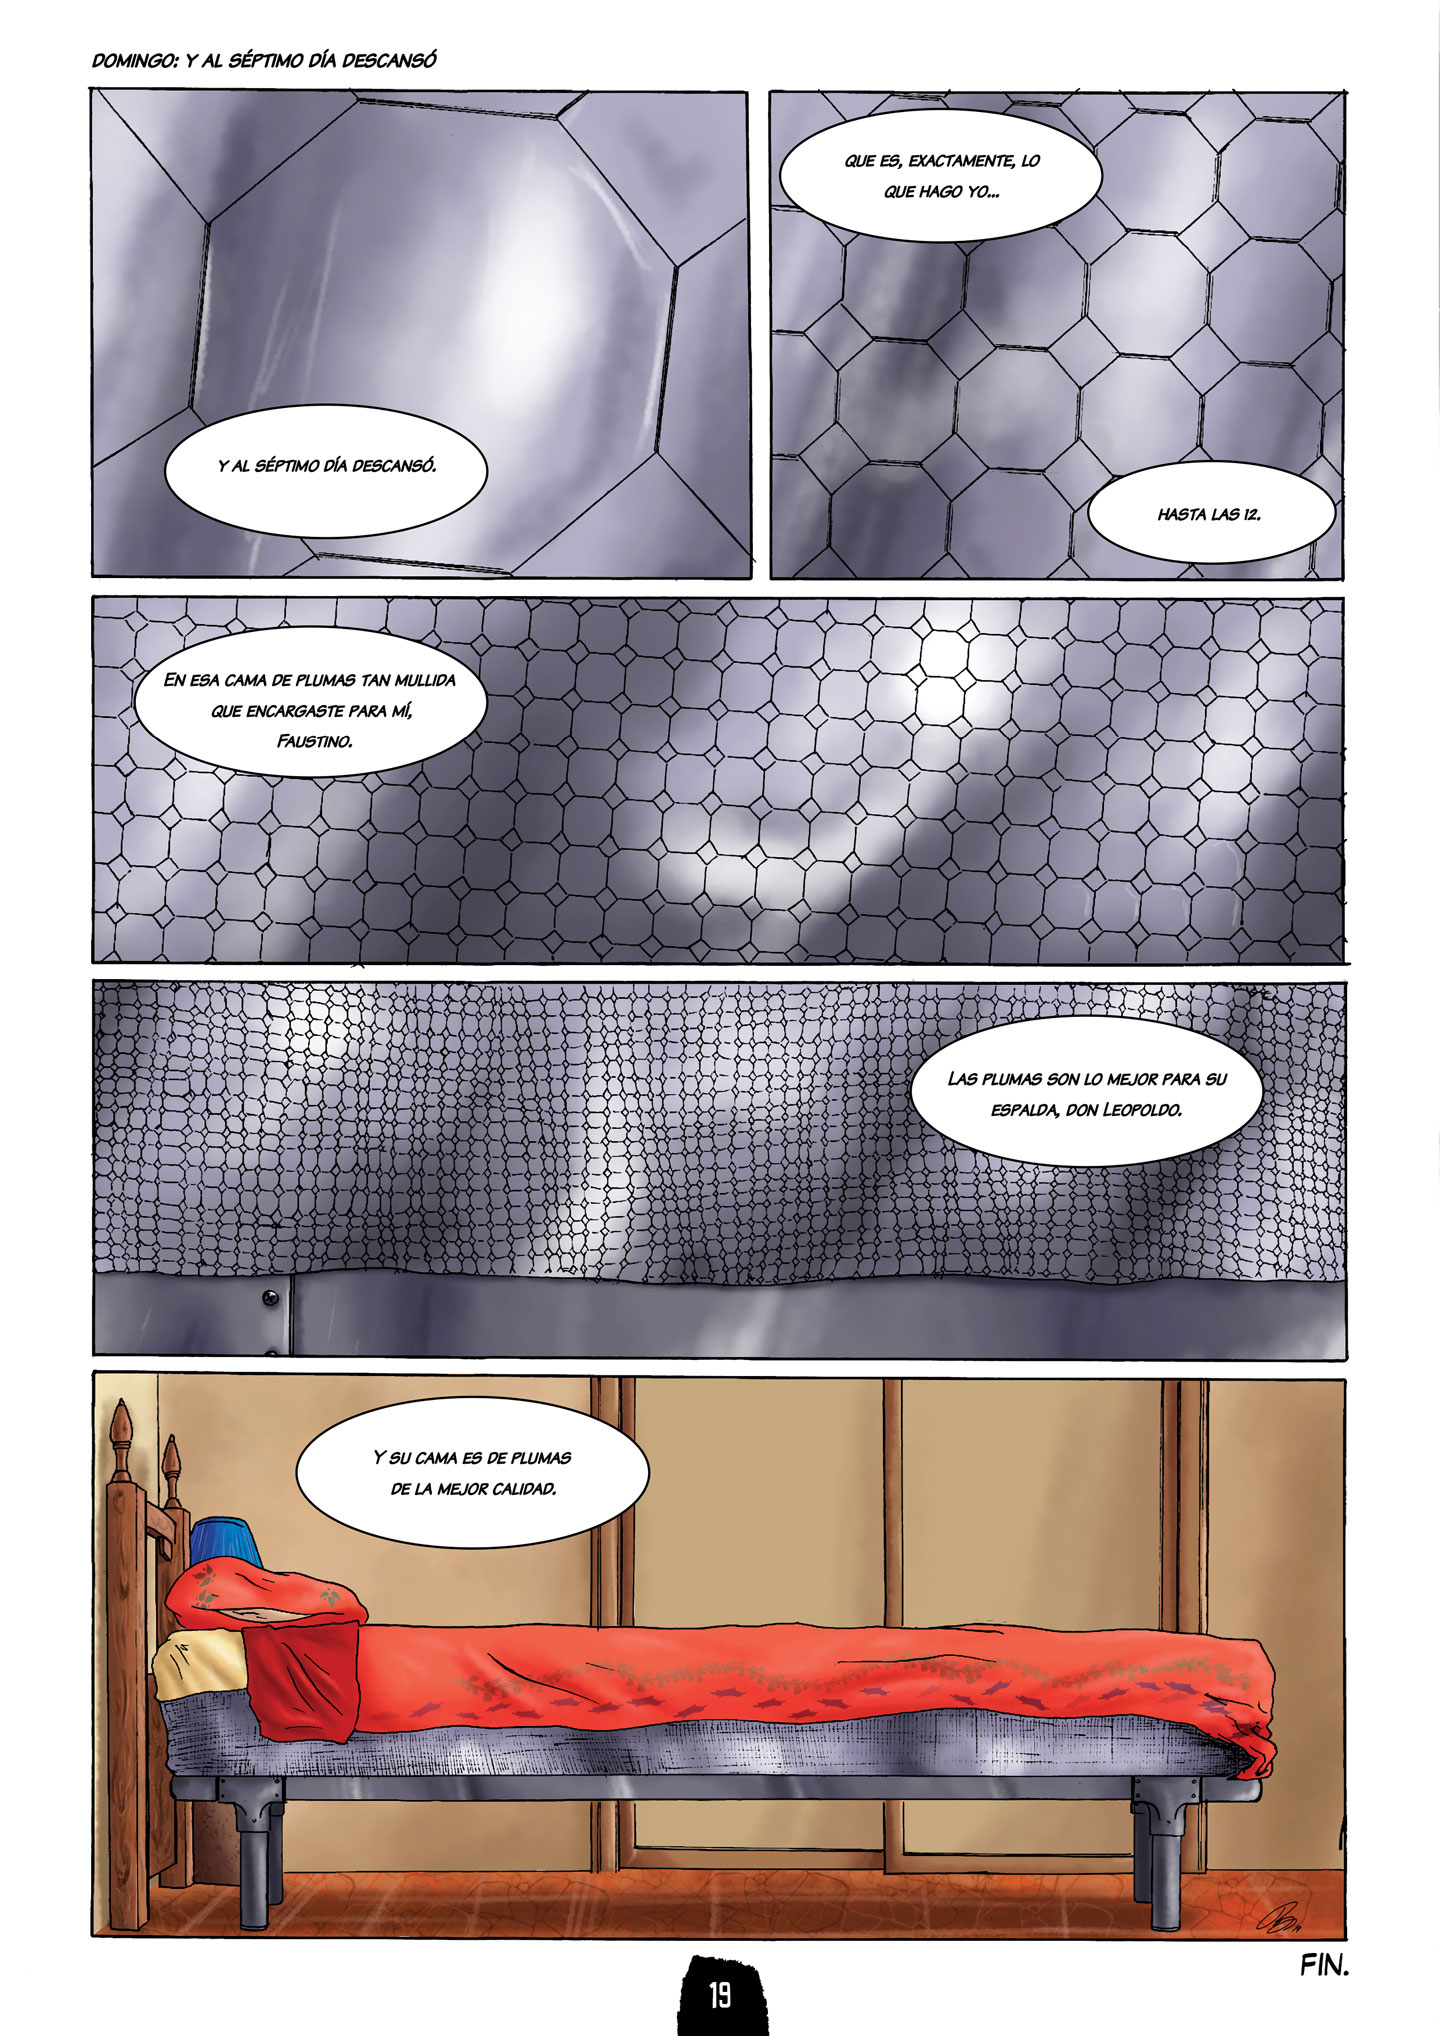 DOMINGO: Y AL SÉPTIMO DÍA DESCANSÓ
Y AL SÉPTIMO DÍA DESCANSÓ.
QUE ES, EXACTAMENTE, LO
QUE HAGO YO...
HASTA LAS 12.
EN ESA CAMA DE PLUMAS TAN MULLIDA
QUE ENCARGASTE PARA MÍ,
FAUSTINO.
LAS PLUMAS SON LO MEJOR PARA SU
ESPALDA, DON LEOPOLDO.
Y SU CAMA ES DE PLUMAS
DE LA MEJOR CALIDAD.
FIN.
19